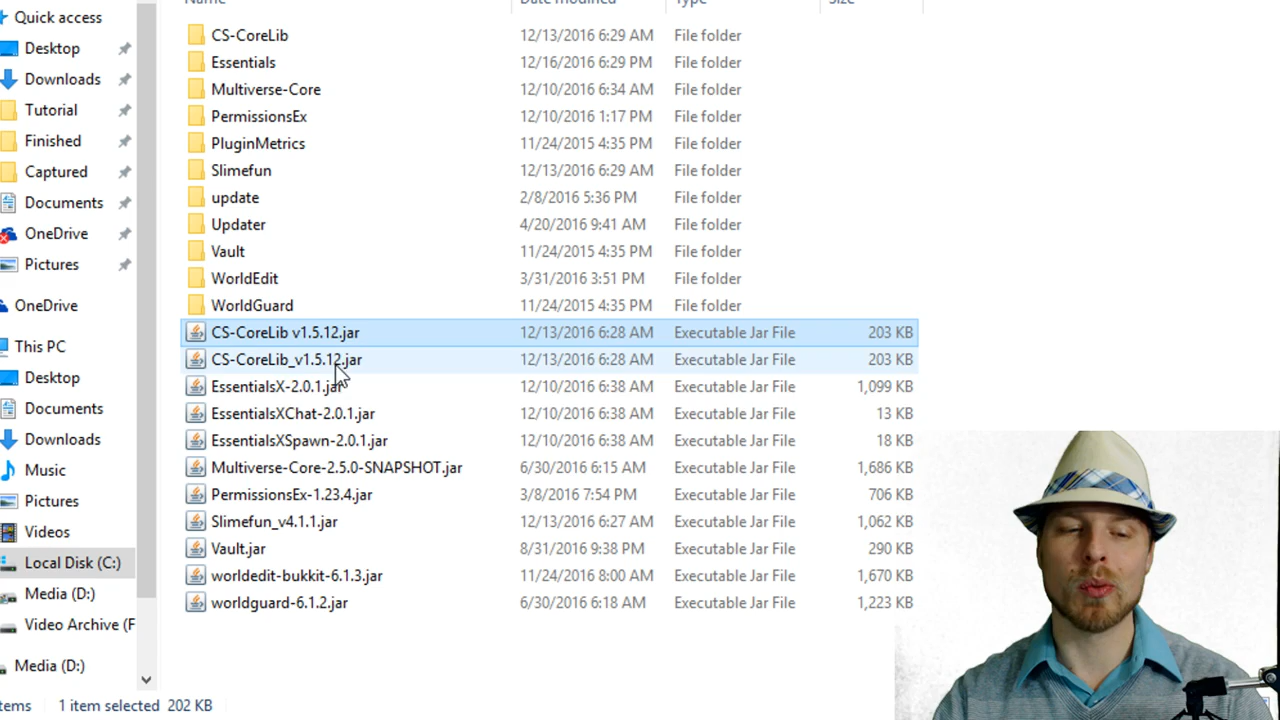 Name Date modified Type Size
Quick access
Desktop
Downloads
Tutorial
Finished
Captured
Documents
OneDrive
Pictures
OneDrive
This PC
Desktop
Documents
Downloads
Music
Pictures
Videos
Local Disk (C:)
Media (D:)
Video Archive (F
Media (D:)
CS-CoreLib 12/13/2016 6:29 AM File folder
Essentials 12/16/2016 6:29 PM File folder
Multiverse-Core 12/10/2016 6:34 AM File folder
PermissionsEx 12/10/2016 1:17 PM File folder
PluginMetrics 11/24/2015 4:35 PM File folder
Slimefun 12/13/2016 6:29 AM File folder
update 2/8/2016 5:36 PM File folder
Updater 4/20/2016 9:41 AM File folder
Vault 11/24/2015 4:35 PM File folder
WorldEdit 3/31/2016 3:51 PM File folder
WorldGuard 11/24/2015 4:35 PM File folder
CS-CoreLib v1.5.12.jar 12/13/2016 6:28 AM Executable Jar File 203 KB
CS-CoreLib_v1.5.12.jar 12/13/2016 6:28 AM Executable Jar File 203 KB
EssentialsX-2.0.1.jar 12/10/2016 6:38 AM Executable Jar File 1,099 KB
EssentialsXChat-2.0.1.jar 12/10/2016 6:38 AM Executable Jar File 13 KB
EssentialsXSpawn-2.0.1.jar 12/10/2016 6:38 AM Executable Jar File 18 KB
Multiverse-Core-2.5.0-SNAPSHOT.jar 6/30/2016 6:15 AM Executable Jar File 1,686 KB
PermissionsEx-1.23.4.jar 3/8/2016 7:54 PM Executable Jar File 706 KB
Slimefun_v4.1.1.jar 12/13/2016 6:27 AM Executable Jar File 1,062 KB
Vault.jar 8/31/2016 9:38 PM Executable Jar File 290 KB
worldedit-bukkit-6.1.3.jar 11/24/2016 8:00 AM Executable Jar File 1,670 KB
worldguard-6.1.2.jar 6/30/2016 6:18 AM Executable Jar File 1,223 KB
tems 1 item selected 202 KB